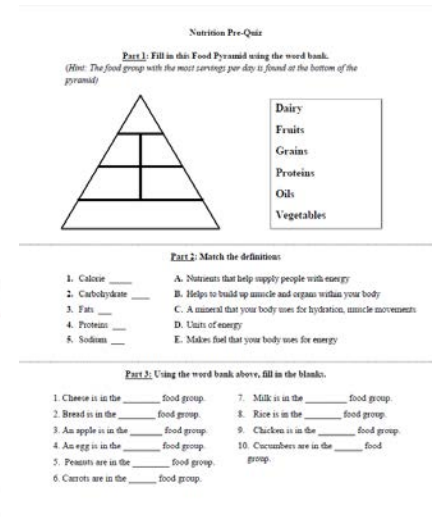 Nutrition Pre-Quiz
Part 1: Fill in this Food Pyramid using the word bank.
(Hint: The food group with the most servings per day is found at the bottom of the
pyramid)
Dairy
Fruits
Grains
Proteins
Oils
Vegetables
Part 2: Match the definitions
1. Calorie ______ A. Nutrients that help supply people with energy
2. Carbohydrate ____ B. Helps to build up muscle and organs within your body
3. Fats ___ C. A mineral that your body uses for hydration, muscle movements
4. Proteins ___ D. Units of energy
5. Sodium ___ E. Makes fuel that your body uses for energy
Part 3: Using the word bank above, fill in the blanks.
1. Cheese is in the ________ food group. 7. Milk is in the ________ food group.
2. Bread is in the ________ food group. 8. Rice is in the ________ food group.
3. An apple is in the ________ food group. 9. Chicken is in the ________ food group.
4. An egg is in the ________ food group. 10. Cucumbers are in the ______ food
5. Peanuts are in the ________ food group. group.
6. Carrots are in the ______ food group.